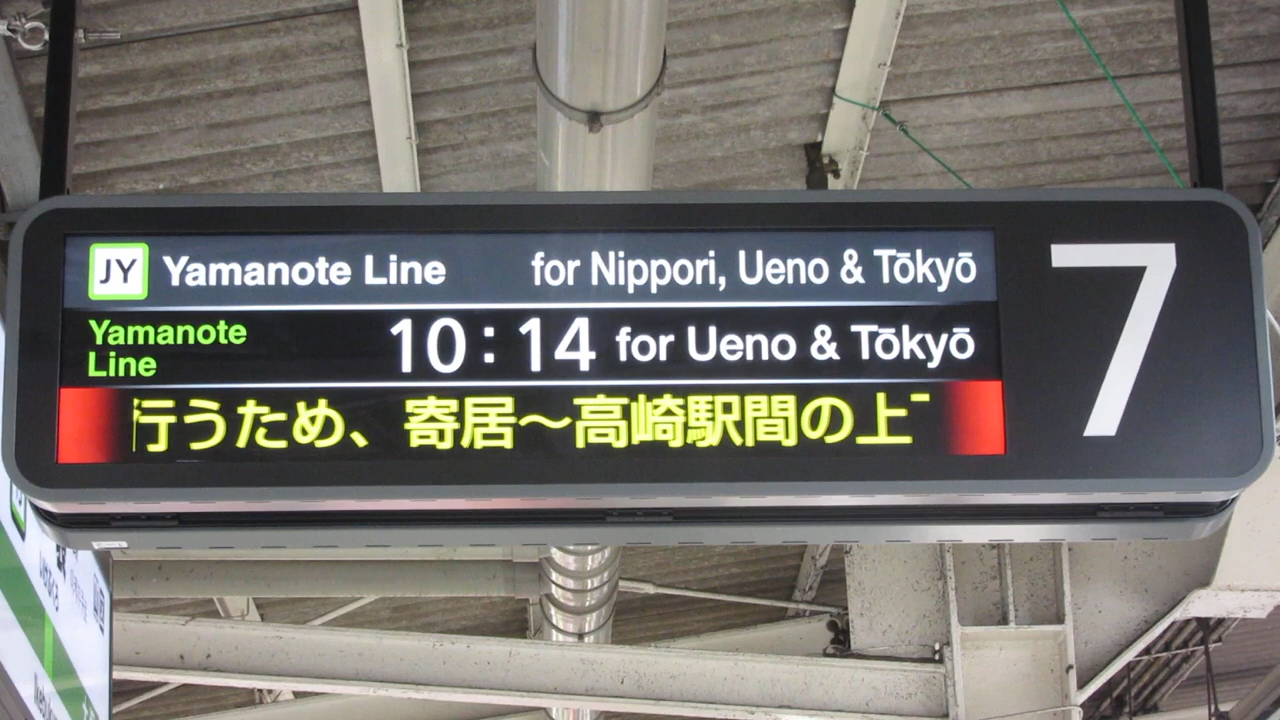 JY Yamanote Line for Nippori, Ueno & Tōkyō
Yamanote Line 10:14 for Ueno & Tōkyō
行うため、寄居～高崎駅間の上
7